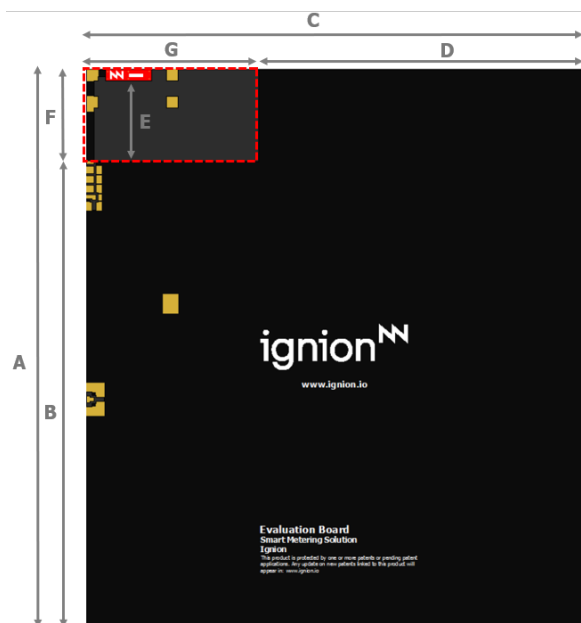 C
G
D
F
E
A
B
ignion
www.ignion.io
Evaluation Board
Smart Metering Solution
Ignion
This product is protected by one or more patents or pending patent
applications. Any update on new patents linked to this product will
appear in: www.ignion.io